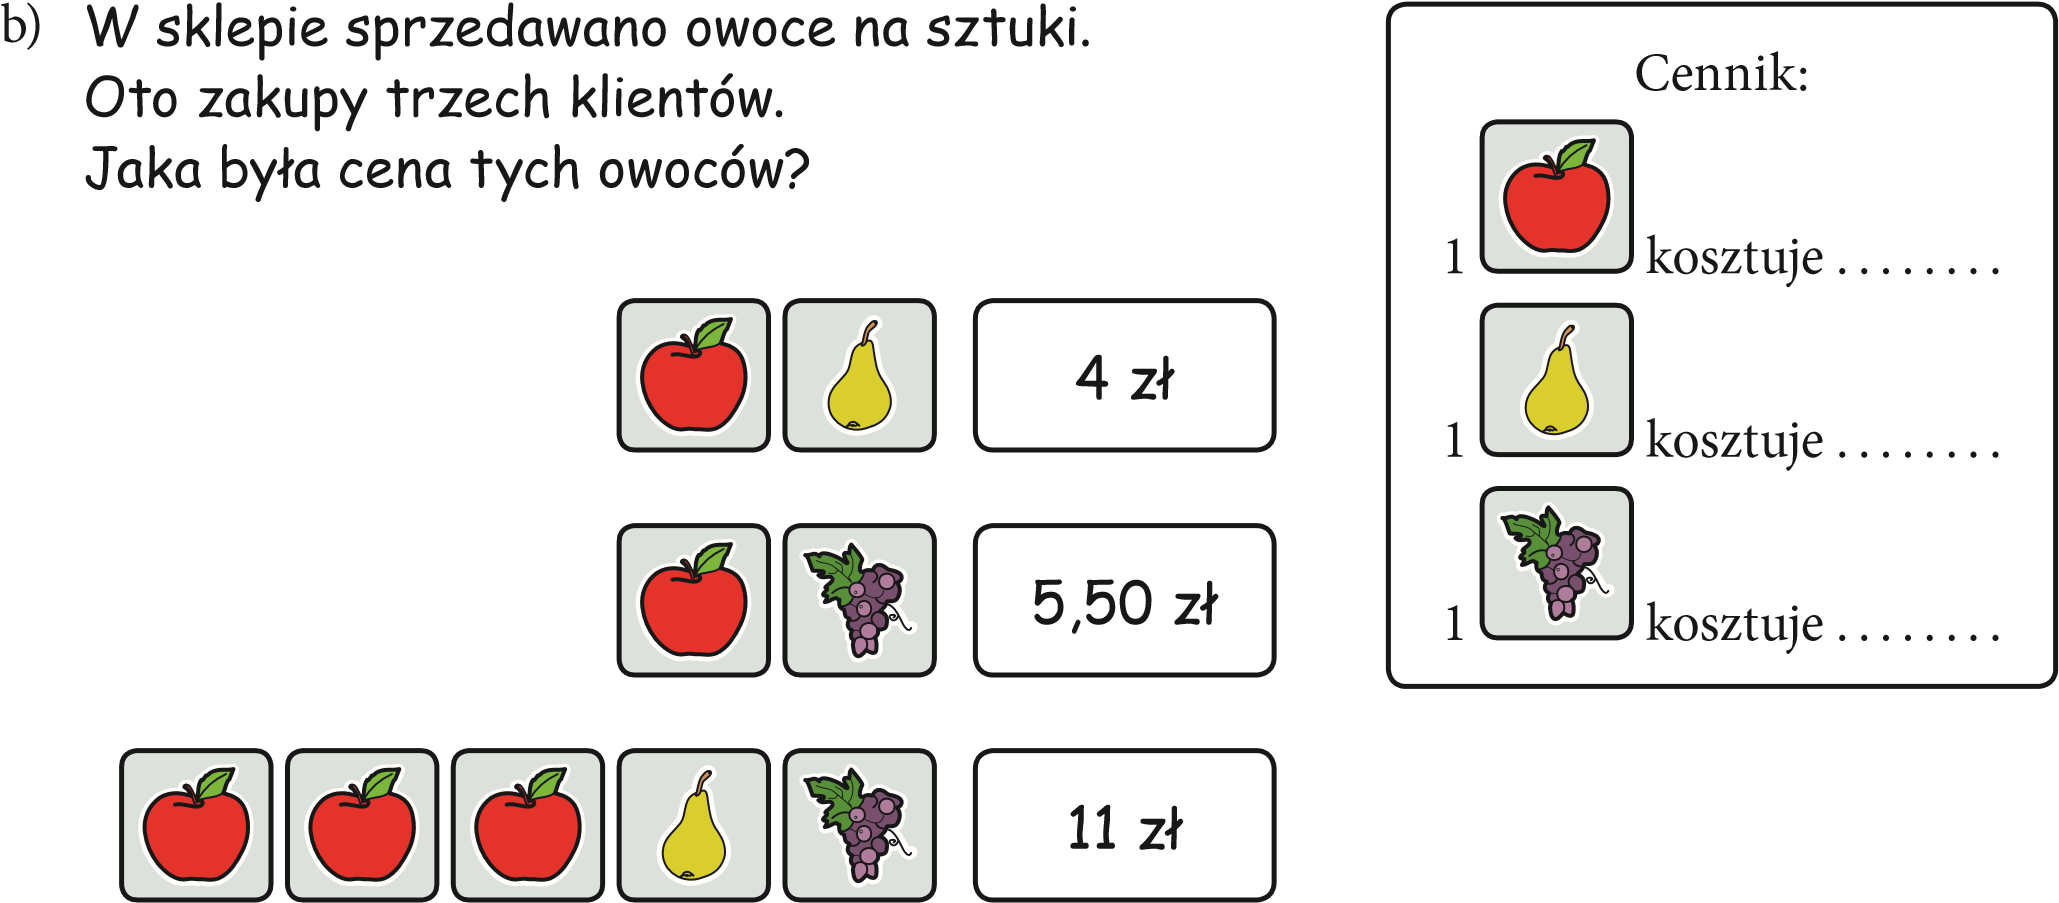 b) W sklepie sprzedawano owoce na sztuki.
Oto zakupy trzech klientów.
Jaka była cena tych owoców?
4 zł
5,50 zł
11 zł
Cennik:
1 kosztuje ........
1 kosztuje ........
1 kosztuje ........